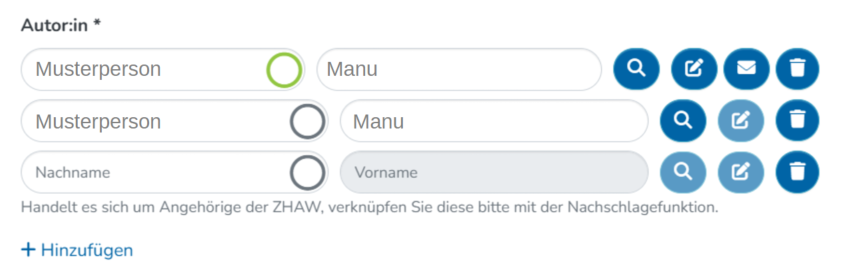 Autor:in *
Musterperson Manu
Musterperson Manu
Nachname Vorname
Handelt es sich um Angehörige der ZHAW, verknüpfen Sie diese bitte mit der Nachschlagefunktion.
+ Hinzufügen